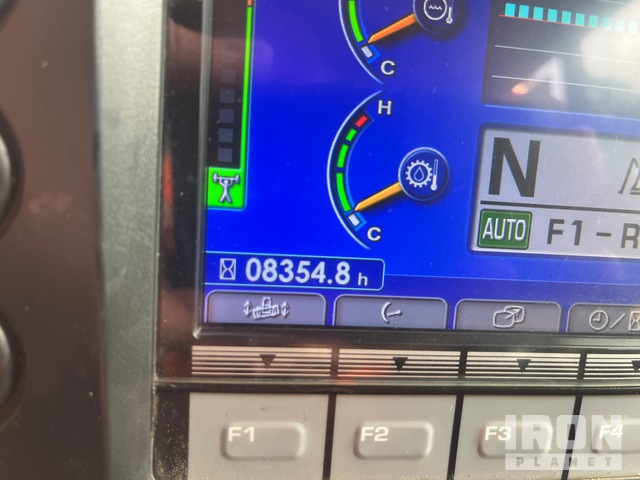 C
H
N
AUTO F1-R
C
08354.8 h
F1 F2 F3 F4
IRON
PLANET